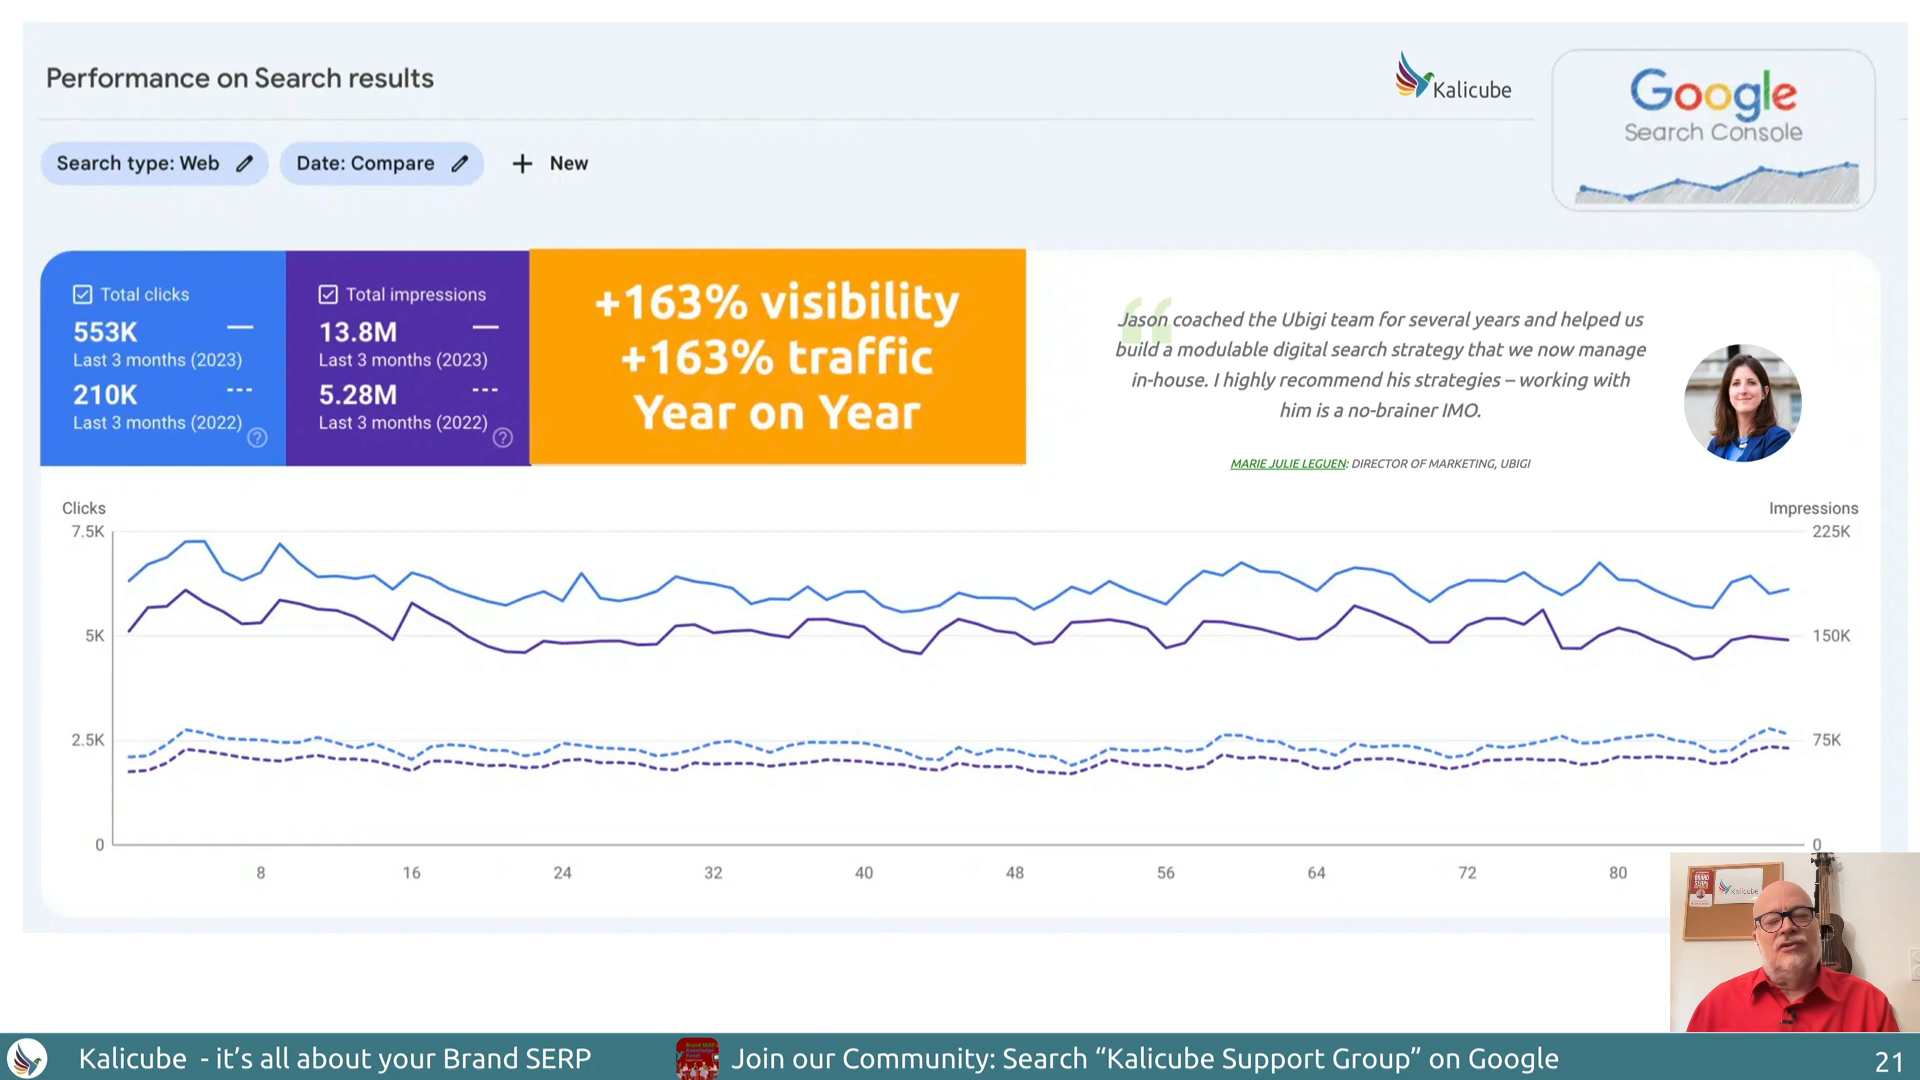 Performance on Search results
Kalicube
Google
Search Console
Search type: Web
Date: Compare
+ New
Total clicks
553K
Last 3 months (2023)
210K
Last 3 months (2022)
Total impressions
13.8M
Last 3 months (2023)
5.28M
Last 3 months (2022)
+163% visibility
+163% traffic
Year on Year
Jason coached the Ubigi team for several years and helped us
build a modulable digital search strategy that we now manage
in-house. I highly recommend his strategies – working with
him is a no-brainer IMO.
MARIE JULIE LEGUEN: DIRECTOR OF MARKETING, UBIGI
Clicks
Impressions
7.5K
225K
5K
150K
2.5K
75K
0
0
8 16 24 32 40 48 56 64 72 80
Kalicube
Kalicube - it’s all about your Brand SERP
Join our Community: Search “Kalicube Support Group” on Google
21